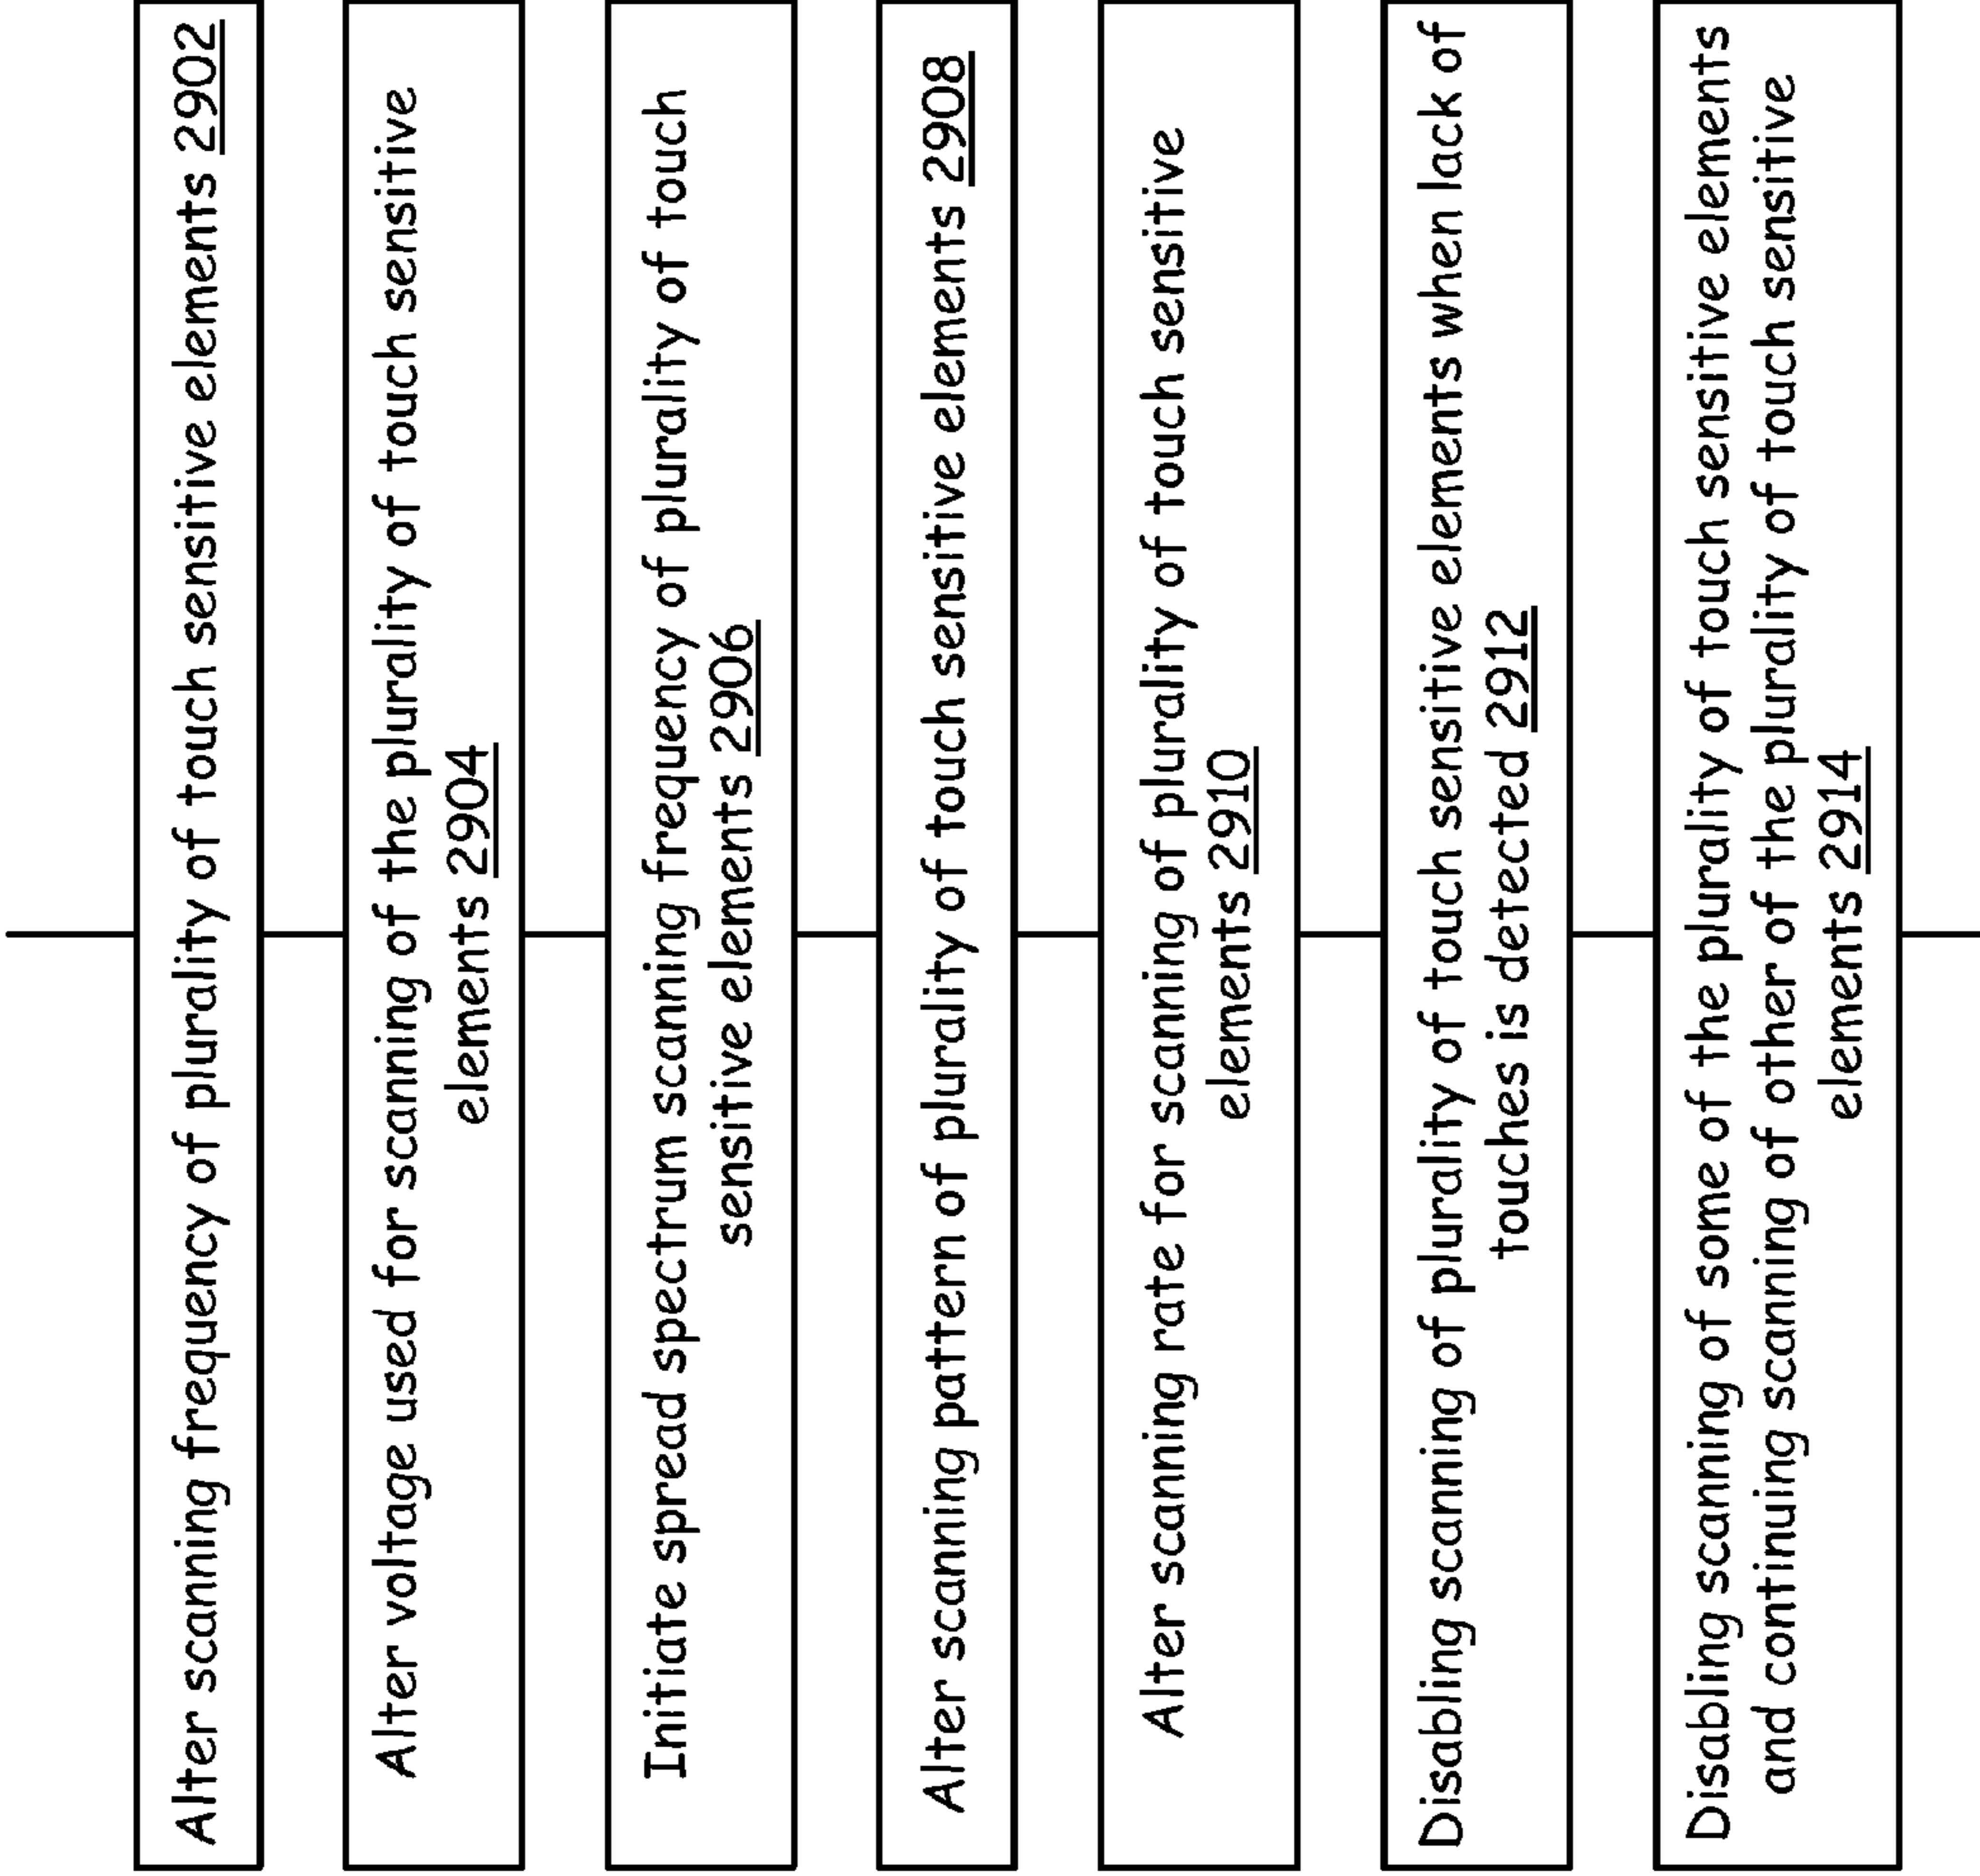 Alter scanning frequency of plurality of touch sensitive elements 2902
Alter voltage used for scanning of the plurality of touch sensitive
elements 2904
Initiate spread spectrum scanning frequency of plurality of touch
sensitive elements 2906
Alter scanning pattern of plurality of touch sensitive elements 2908
Alter scanning rate for scanning of plurality of touch sensitive
elements 2910
Disabling scanning of plurality of touch sensitive elements when lack of
touches is detected 2912
Disabling scanning of some of the plurality of touch sensitive elements
and continuing scanning of other of the plurality of touch sensitive
elements 2914